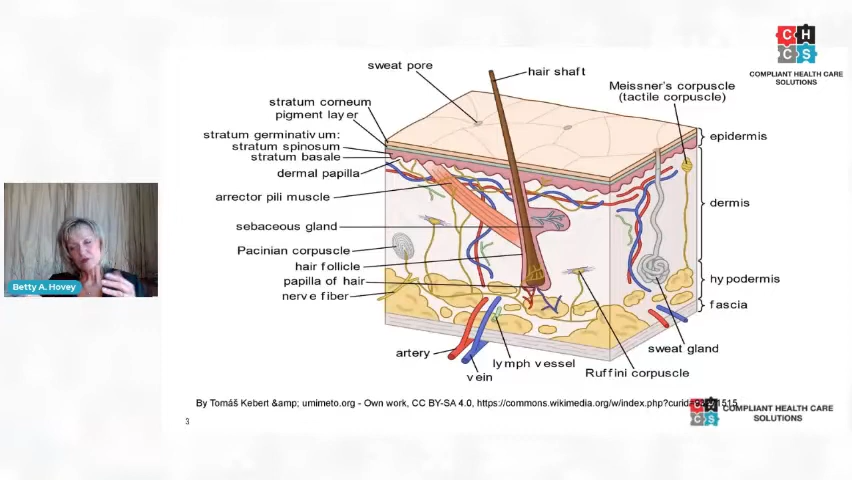 C H
C S
COMPLIANT HEALTH CARE
SOLUTIONS
sweat pore
hair shaft
Meissner's corpuscle
(tactile corpuscle)
stratum corneum
pigment layer
stratum germinativum:
stratum spinosum
stratum basale
dermal papilla
arrector pili muscle
sebaceous gland
Pacinian corpuscle
hair follicle
papilla of hair
nerve fiber
epidermis
dermis
hypodermis
fascia
artery
vein
lymph vessel
Ruffini corpuscle
sweat gland
Betty A. Hovey
By Tomáš Kebert &amp; umimeto.org - Own work, CC BY-SA 4.0, https://commons.wikimedia.org/w/index.php?
COMPLIANT HEALTH CARE
SOLUTIONS
3